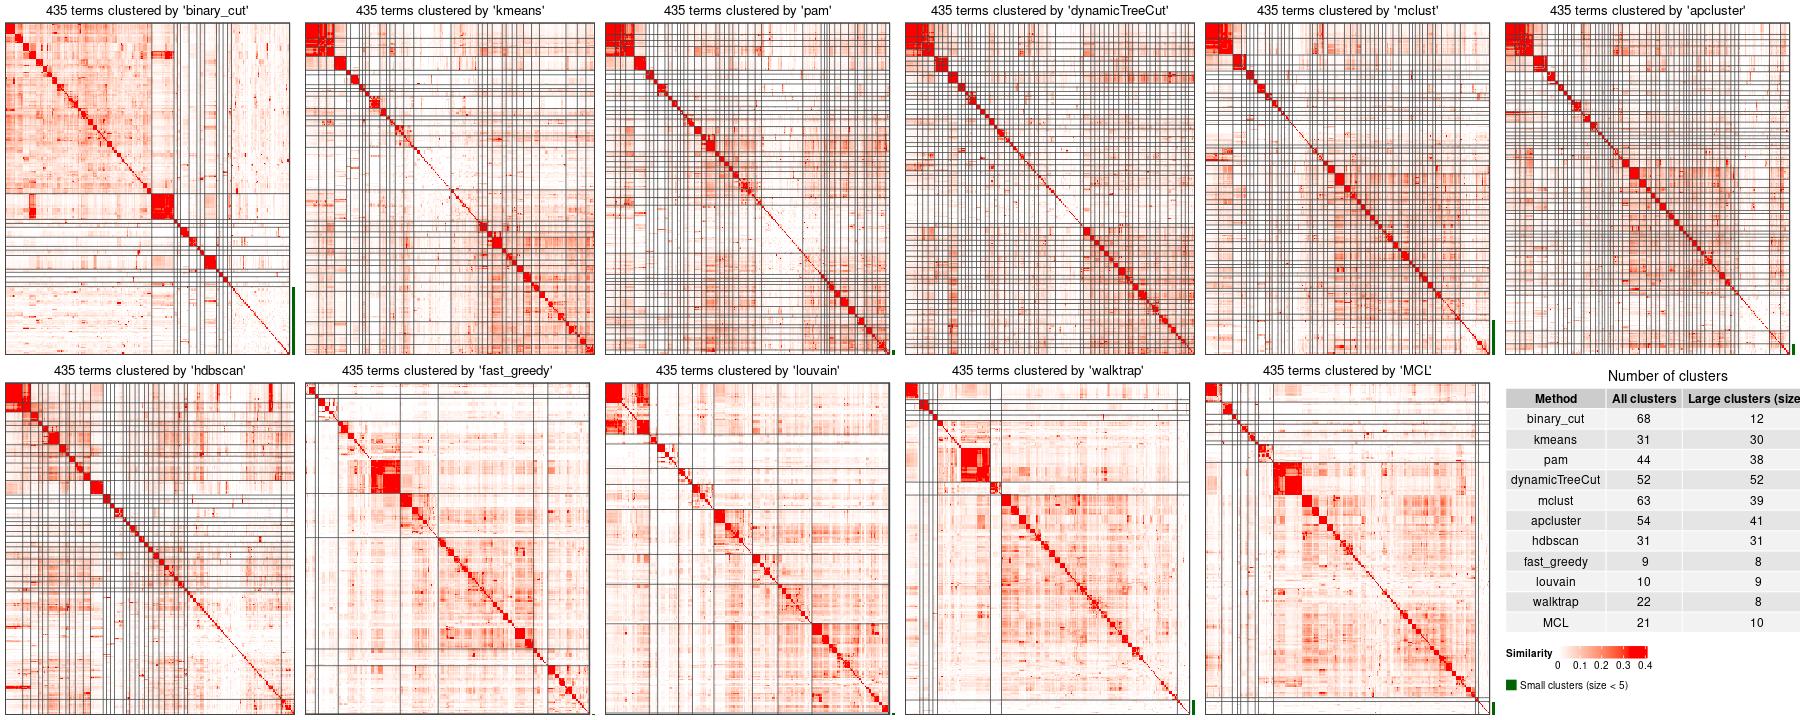 435 terms clustered by 'binary_cut'
435 terms clustered by 'kmeans'
435 terms clustered by 'pam'
435 terms clustered by 'dynamicTreeCut'
435 terms clustered by 'mclust'
435 terms clustered by 'apcluster'
435 terms clustered by 'hdbscan'
435 terms clustered by 'fast_greedy'
435 terms clustered by 'louvain'
435 terms clustered by 'walktrap'
435 terms clustered by 'MCL'
Number of clusters
Method All clusters Large clusters (size
binary_cut 68 12
kmeans 31 30
pam 44 38
dynamicTreeCut 52 52
mclust 63 39
apcluster 54 41
hdbscan 31 31
fast_greedy 9 8
louvain 10 9
walktrap 22 8
MCL 21 10
Similarity
0 0.1 0.2 0.3 0.4
Small clusters (size < 5)